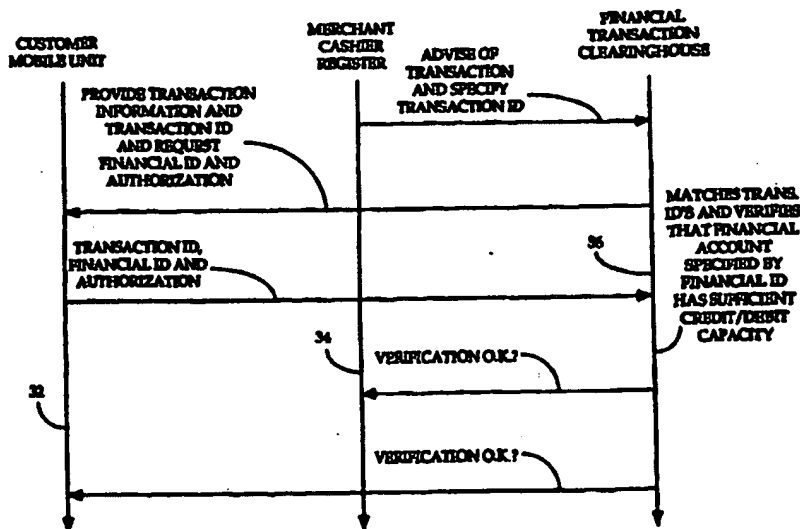 CUSTOMER
MOBILE UNIT
MERCHANT
CASHIER
REGISTER
FINANCIAL
TRANSACTION
CLEARINGHOUSE
ADVISE OF
TRANSACTION
AND SPECIFY
TRANSACTION ID
PROVIDE TRANSACTION
INFORMATION AND
TRANSACTION ID
AND REQUEST
FINANCIAL ID AND
AUTHORIZATION
MATCHES TRANS.
ID'S AND VERIFIES
THAT FINANCIAL
ACCOUNT
SPECIFIED BY
FINANCIAL ID
HAS SUFFICIENT
CREDIT/DEBIT
CAPACITY
TRANSACTION ID,
FINANCIAL ID AND
AUTHORIZATION
36
34
VERIFICATION O.K.?
32
VERIFICATION O.K.?